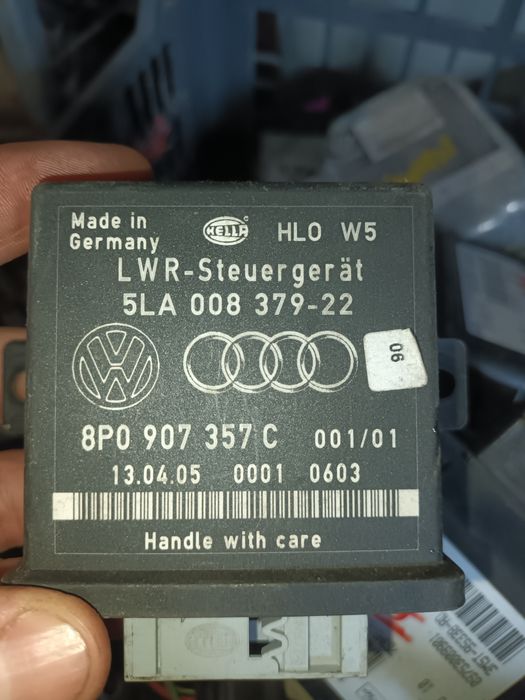 Made in
Germany
HELLA
HLO W5
LWR-Steuergerät
5LA 008 379-22
90
8P0 907 357 C 001/01
13.04.05 0001 0603
Handle with care